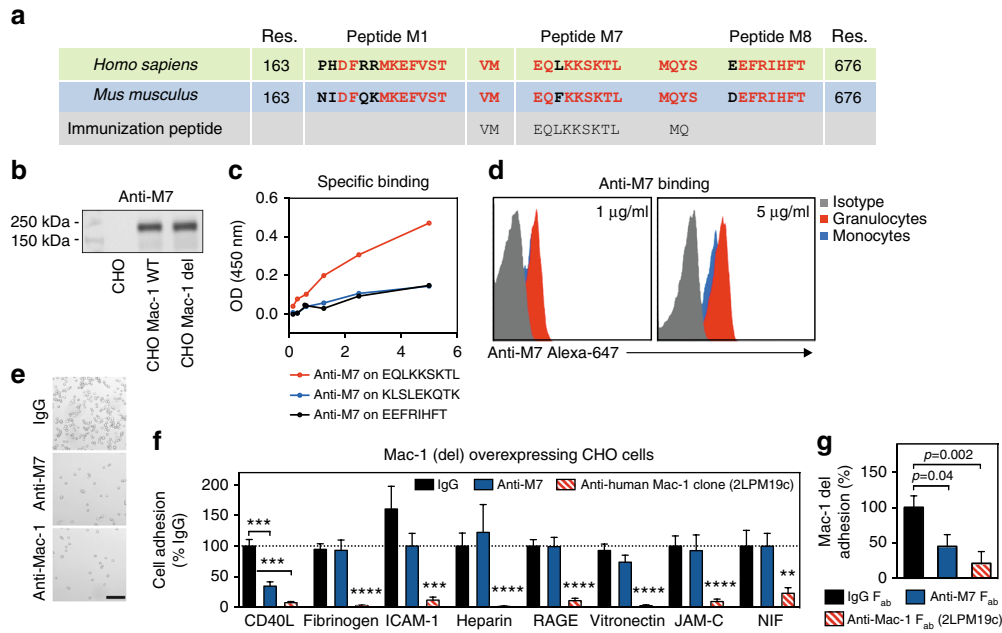 a
Res. Peptide M1 Peptide M7 Peptide M8 Res.
Homo sapiens 163 PHDFRRMKEFVST VM EQLKKSKTL MQYS EEFRIHFT 676
Mus musculus 163 NIDFQKMKEFVST VM EQFKKSKTL MQYS DEFRIHFT 676
Immunization peptide VM EQLKKSKTL MQ
b
Anti-M7
250 kDa -
150 kDa -
CHO
CHO Mac-1 WT
CHO Mac-1 del
c
Specific binding
OD (450 nm)
0.6
0.4
0.2
0.0
0 2 4 6
Anti-M7 on EQLKKSKTL
Anti-M7 on KLSLEKQTK
Anti-M7 on EEFRIHFT
d
Anti-M7 binding
1 µg/ml
5 µg/ml
Isotype
Granulocytes
Monocytes
Anti-M7 Alexa-647
e
IgG
Anti-M7
Anti-Mac-1
f
Mac-1 (del) overexpressing CHO cells
IgG Anti-M7 Anti-human Mac-1 clone (2LPM19c)
Cell adhesion
(% IgG)
200
150
100
50
0
***
***
****
***
****
****
****
****
**
CD40L Fibrinogen ICAM-1 Heparin RAGE Vitronectin JAM-C NIF
g
Mac-1 del
adhesion (%)
150
100
50
0
p=0.002
p=0.04
IgG Fab Anti-M7 Fab
Anti-Mac-1 Fab (2LPM19c)